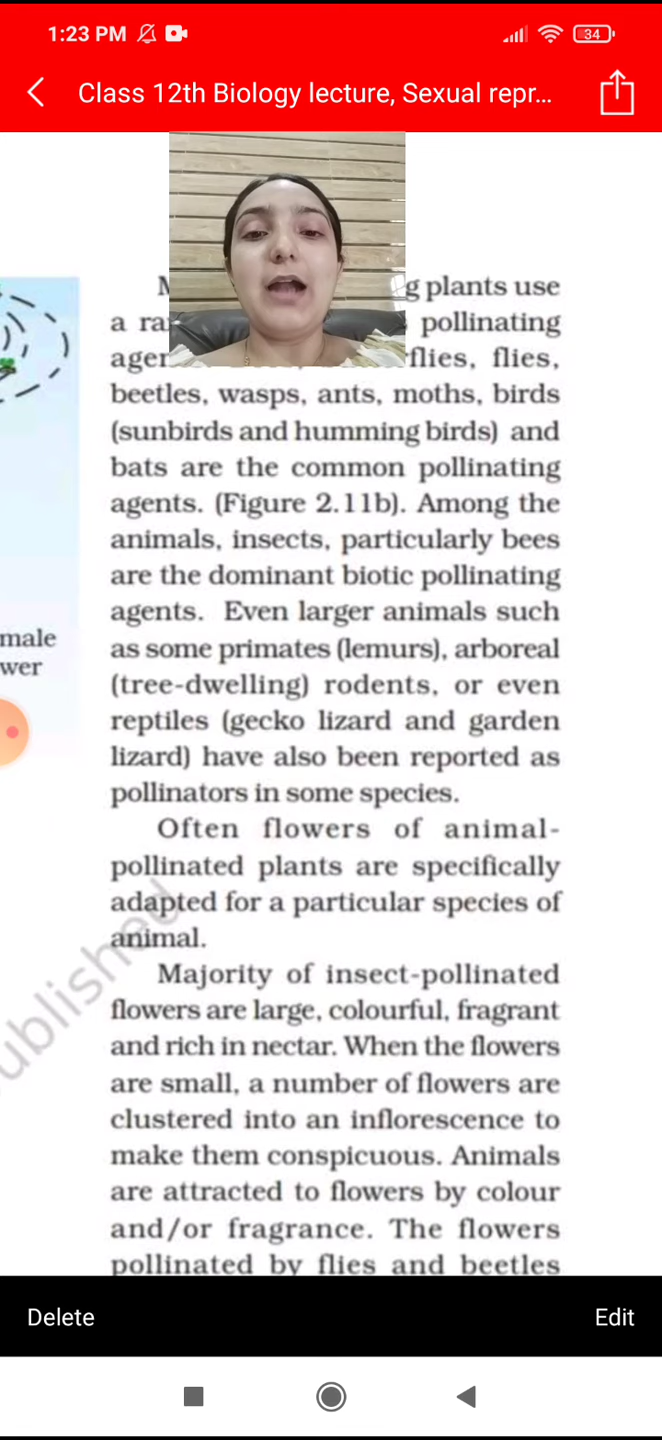 1:23 PM
34
Class 12th Biology lecture, Sexual repr...
g plants use
a pollinating
flies, flies,
beetles, wasps, ants, moths, birds
(sunbirds and humming birds) and
bats are the common pollinating
agents. (Figure 2.11b). Among the
animals, insects, particularly bees
are the dominant biotic pollinating
agents. Even larger animals such
as some primates (lemurs), arboreal
(tree-dwelling) rodents, or even
reptiles (gecko lizard and garden
lizard) have also been reported as
pollinators in some species.
Often flowers of animal-
pollinated plants are specifically
adapted for a particular species of
animal.
Majority of insect-pollinated
flowers are large, colourful, fragrant
and rich in nectar. When the flowers
are small, a number of flowers are
clustered into an inflorescence to
make them conspicuous. Animals
are attracted to flowers by colour
and/or fragrance. The flowers
pollinated by flies and beetles
male
wer
ublished
Delete
Edit